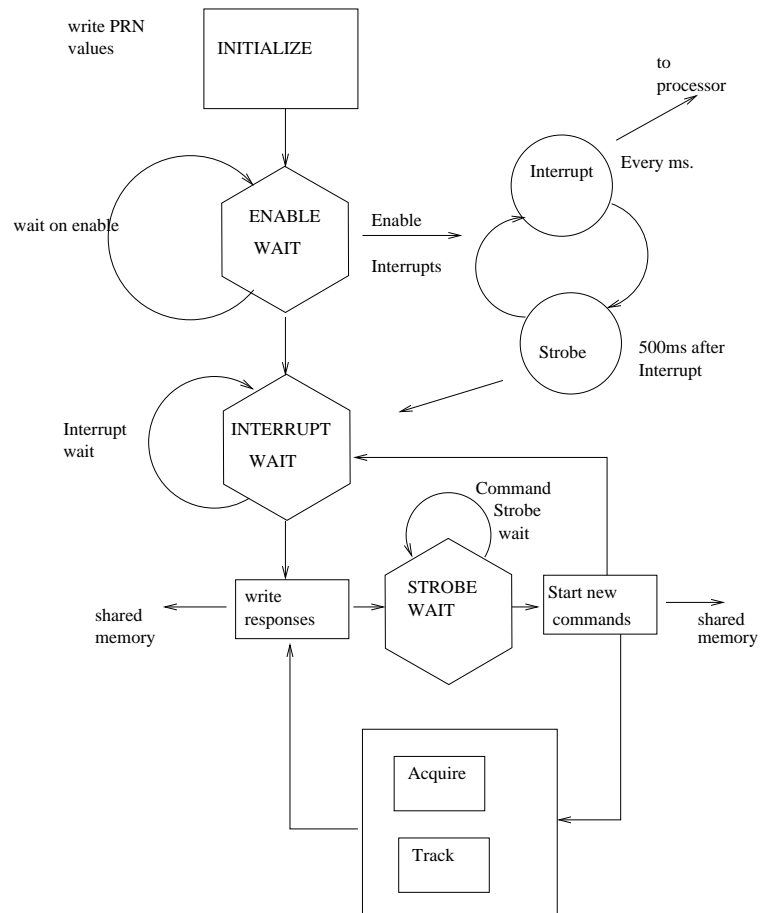 write PRN
values
INITIALIZE
to
processor
Interrupt
Every ms.
wait on enable
ENABLE
WAIT
Enable
Interrupts
Strobe
500ms after
Interrupt
Interrupt
wait
INTERRUPT
WAIT
Command
Strobe
wait
shared
memory
write
responses
STROBE
WAIT
Start new
commands
shared
memory
Acquire
Track